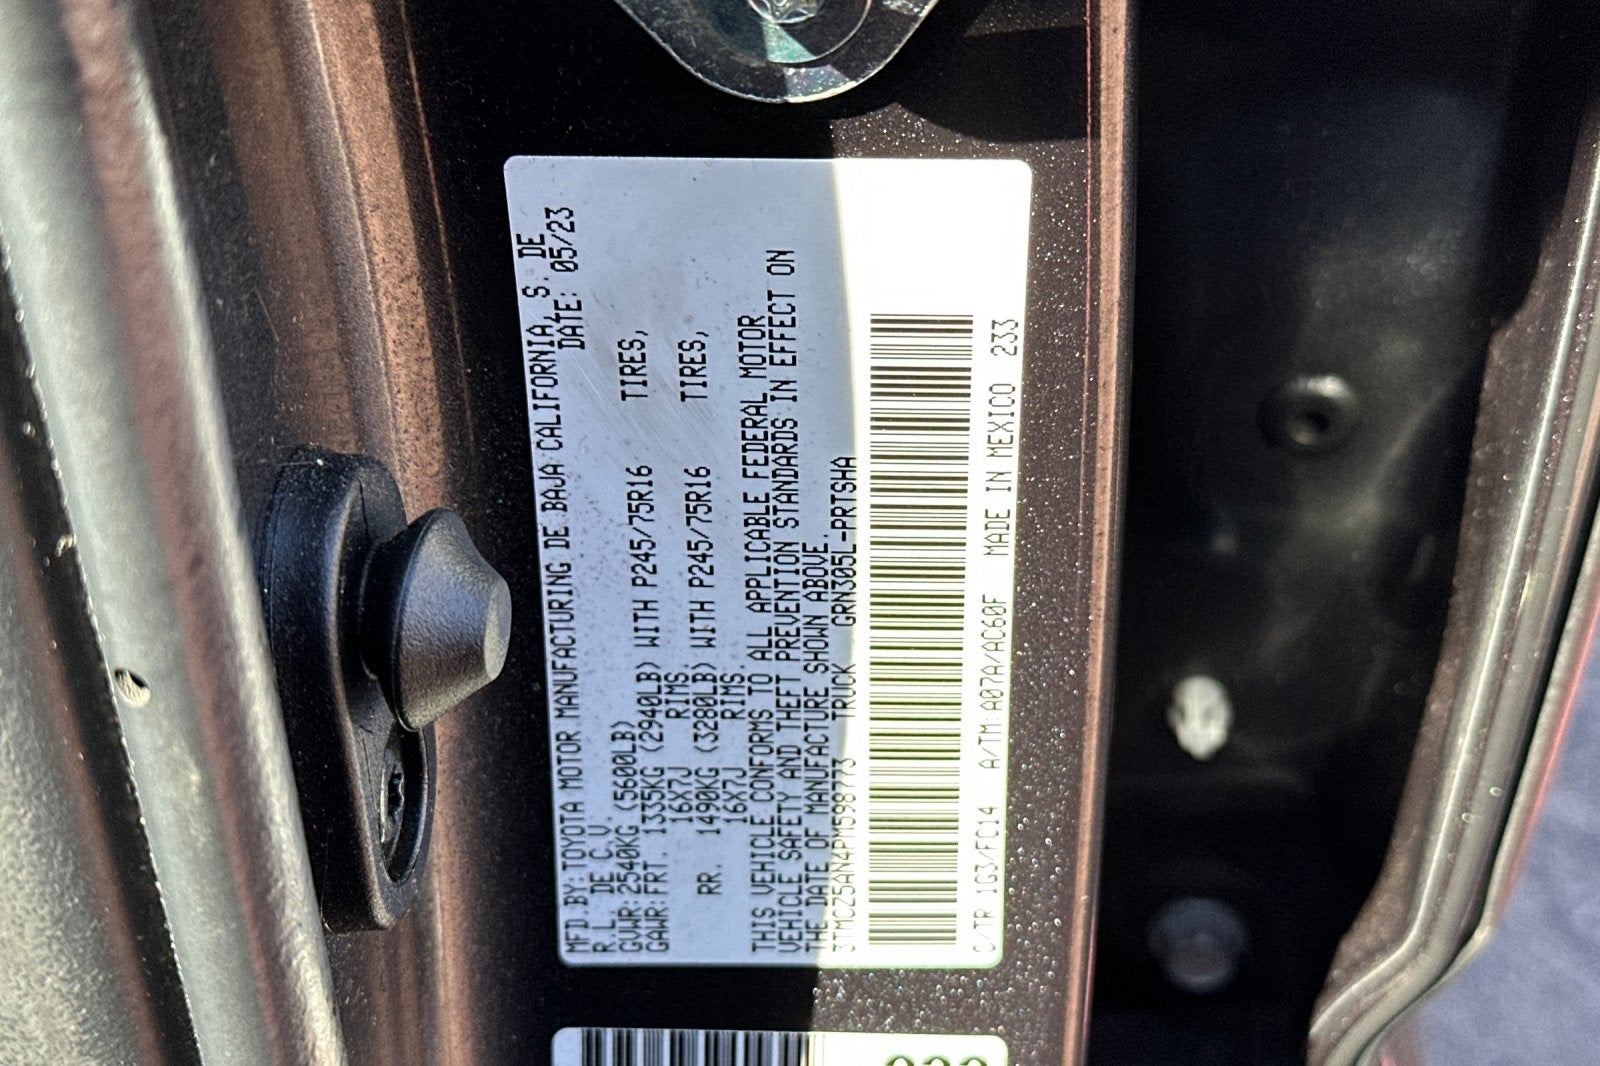 MFD.BY:TOYOTA MOTOR MANUFACTURING DE BAJA CALIFORNIA, S. DE
R.L. DE C.V. DATE: 05/23
GVWR:2540KG (5600LB)
GAWR:FRT. 1335KG (2940LB) WITH P245/75R16 TIRES,
16X7J RIMS
RR. 1490KG (3280LB) WITH P245/75R16 TIRES,
16X7J RIMS.
THIS VEHICLE CONFORMS TO ALL APPLICABLE FEDERAL MOTOR
VEHICLE SAFETY AND THEFT PREVENTION STANDARDS IN EFFECT ON
THE DATE OF MANUFACTURE SHOWN ABOVE.
3TMCZ5AN4PM598773 TRUCK GRN305L-PRTSHA
C/TR 1G3/FC14 A/TM:A07A/AC60F MADE IN MEXICO 233